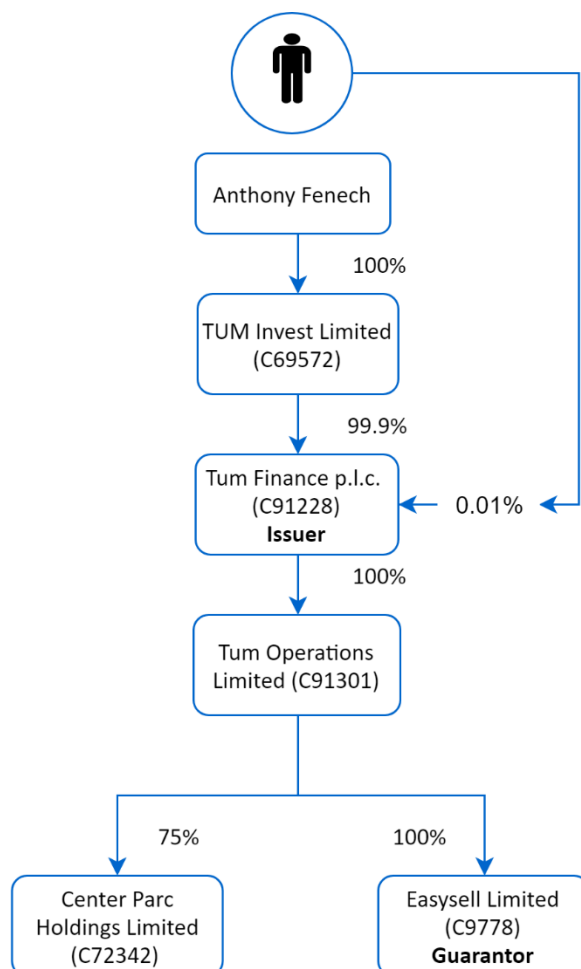 Anthony Fenech
100%
TUM Invest Limited
(C69572)
99.9%
Tum Finance p.l.c.
(C91228)
Issuer
0.01%
100%
Tum Operations
Limited (C91301)
75%
100%
Center Parc
Holdings Limited
(C72342)
Easysell Limited
(C9778)
Guarantor